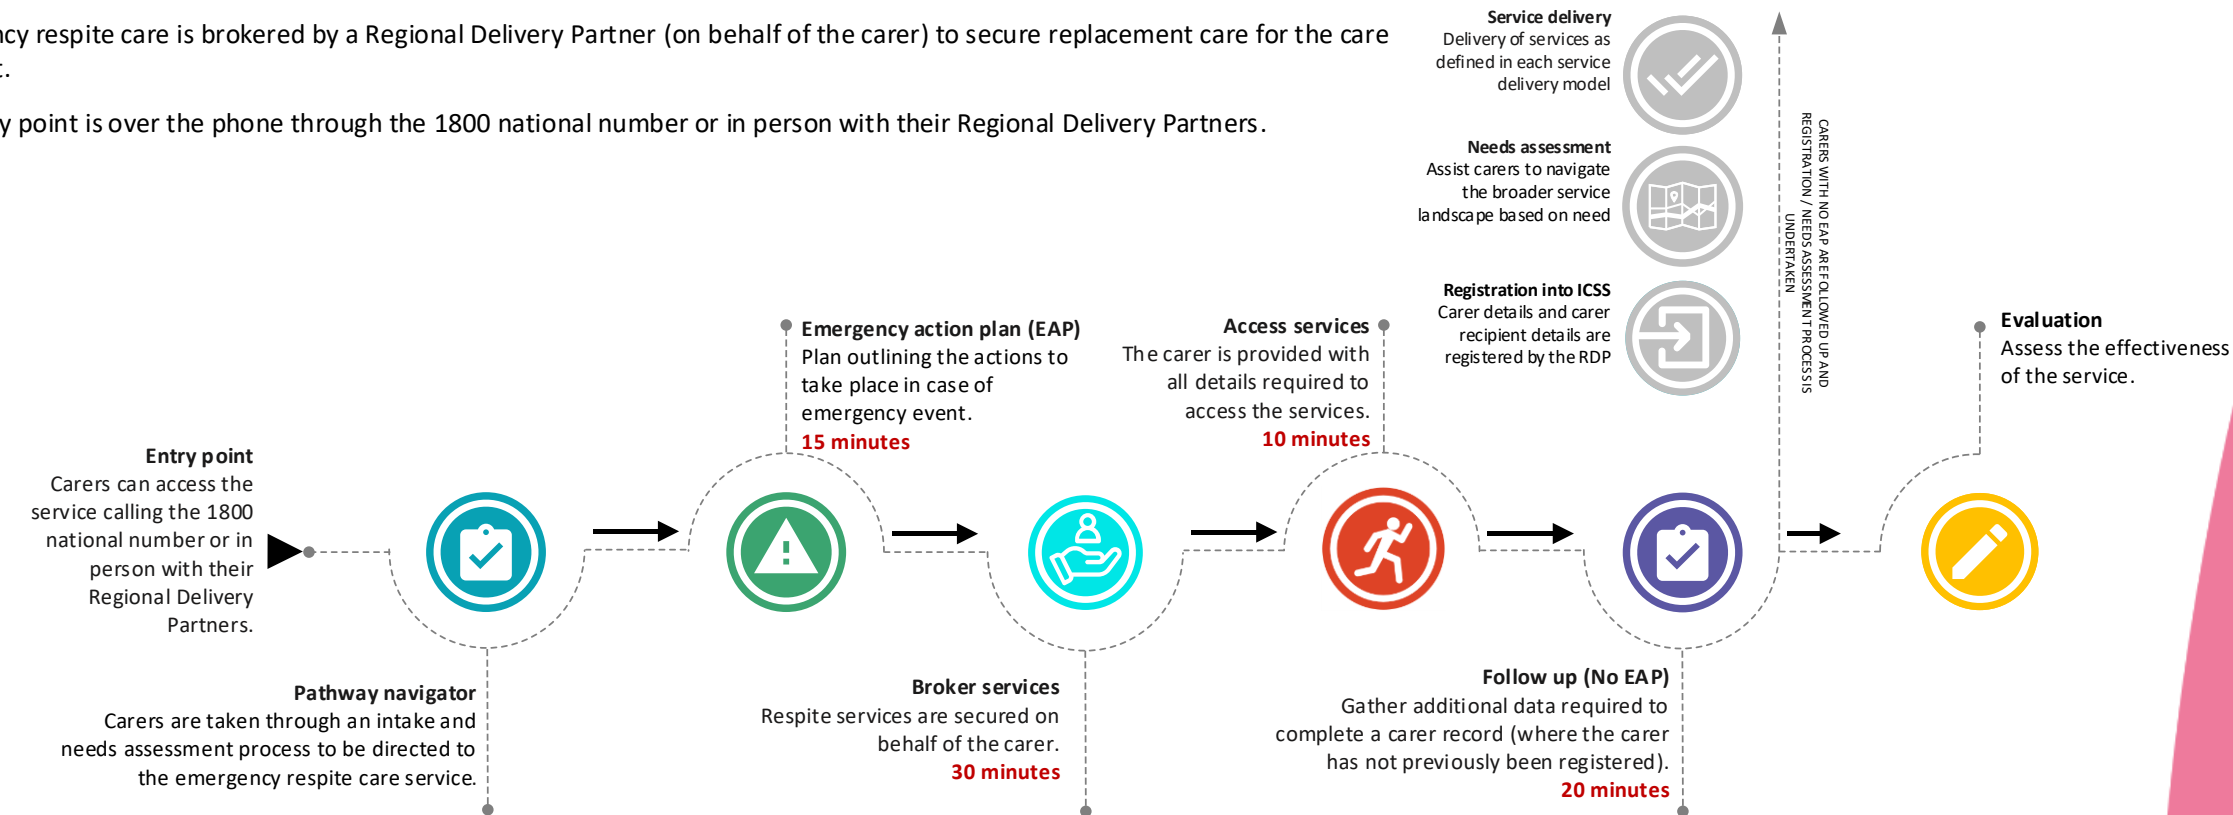 ncy respite care is brokered by a Regional Delivery Partner (on behalf of the carer) to secure replacement care for the care
t.
y point is over the phone through the 1800 national number or in person with their Regional Delivery Partners.
Service delivery
Delivery of services as
defined in each service
delivery model
Needs assessment
Assist carers to navigate
the broader service
landscape based on need
Registration into ICSS
Carer details and carer
recipient details are
registered by the RDP
CARERS WITH NO EAP ARE FOLLOWED UP AND
REGISTRATION / NEEDS ASSESSMENT PROCESS IS
UNDERTAKEN
Entry point
Carers can access the
service calling the 1800
national number or in
person with their
Regional Delivery
Partners.
Pathway navigator
Carers are taken through an intake and
needs assessment process to be directed to
the emergency respite care service.
Emergency action plan (EAP)
Plan outlining the actions to
take place in case of
emergency event.
15 minutes
Broker services
Respite services are secured on
behalf of the carer.
30 minutes
Access services
The carer is provided with
all details required to
access the services.
10 minutes
Follow up (No EAP)
Gather additional data required to
complete a carer record (where the carer
has not previously been registered).
20 minutes
Evaluation
Assess the effectiveness
of the service.